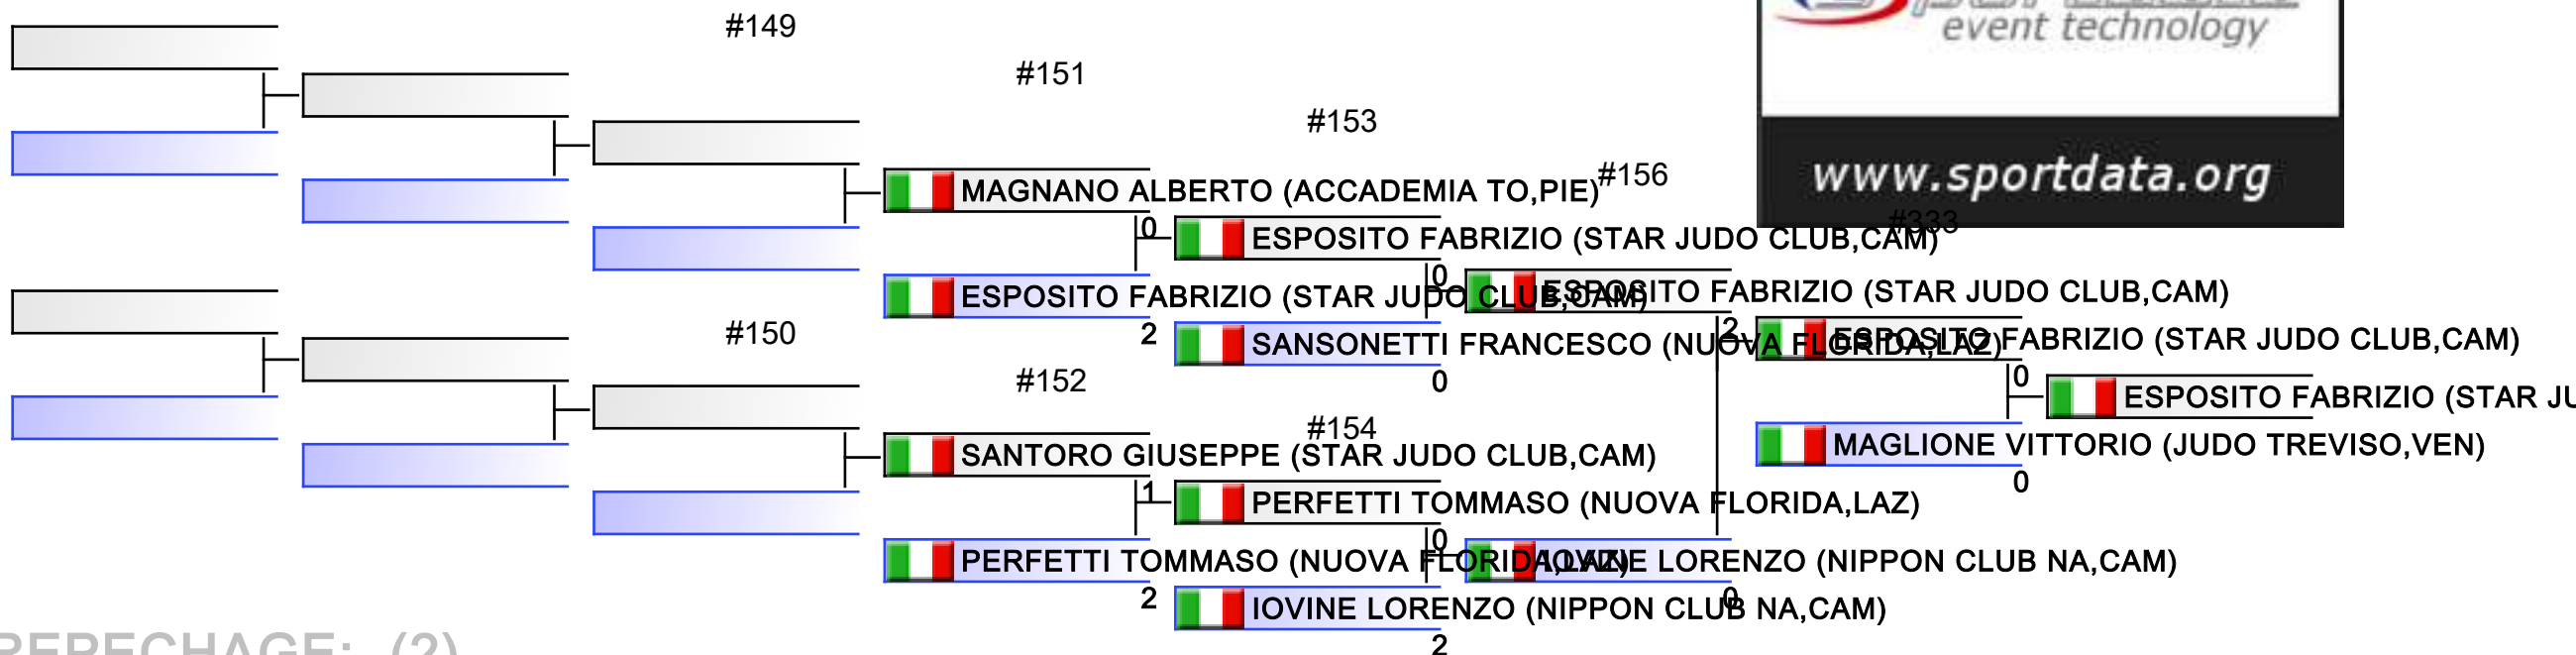 #149
event technology
#151
#153
www.sportdata.org
#156
MAGNANO ALBERTO (ACCADEMIA TO,PIE)
#333
0
ESPOSITO FABRIZIO (STAR JUDO CLUB,CAM)
0
ESPOSITO FABRIZIO (STAR JUDO CLUB,CAM)
ESPOSITO FABRIZIO (STAR JUDO CLUB,CAM)
#150
2
2
SANSONETTI FRANCESCO (NUOVA FLORIDA,LAZ)
ESPOSITO FABRIZIO (STAR JUDO CLUB,CAM)
#152
0
0
ESPOSITO FABRIZIO (STAR JU
#154
MAGLIONE VITTORIO (JUDO TREVISO,VEN)
SANTORO GIUSEPPE (STAR JUDO CLUB,CAM)
0
1
PERFETTI TOMMASO (NUOVA FLORIDA,LAZ)
0
PERFETTI TOMMASO (NUOVA FLORIDA,LAZ)
IOVINE LORENZO (NIPPON CLUB NA,CAM)
2
0
IOVINE LORENZO (NIPPON CLUB NA,CAM)
2
REPECHAGE: (2)